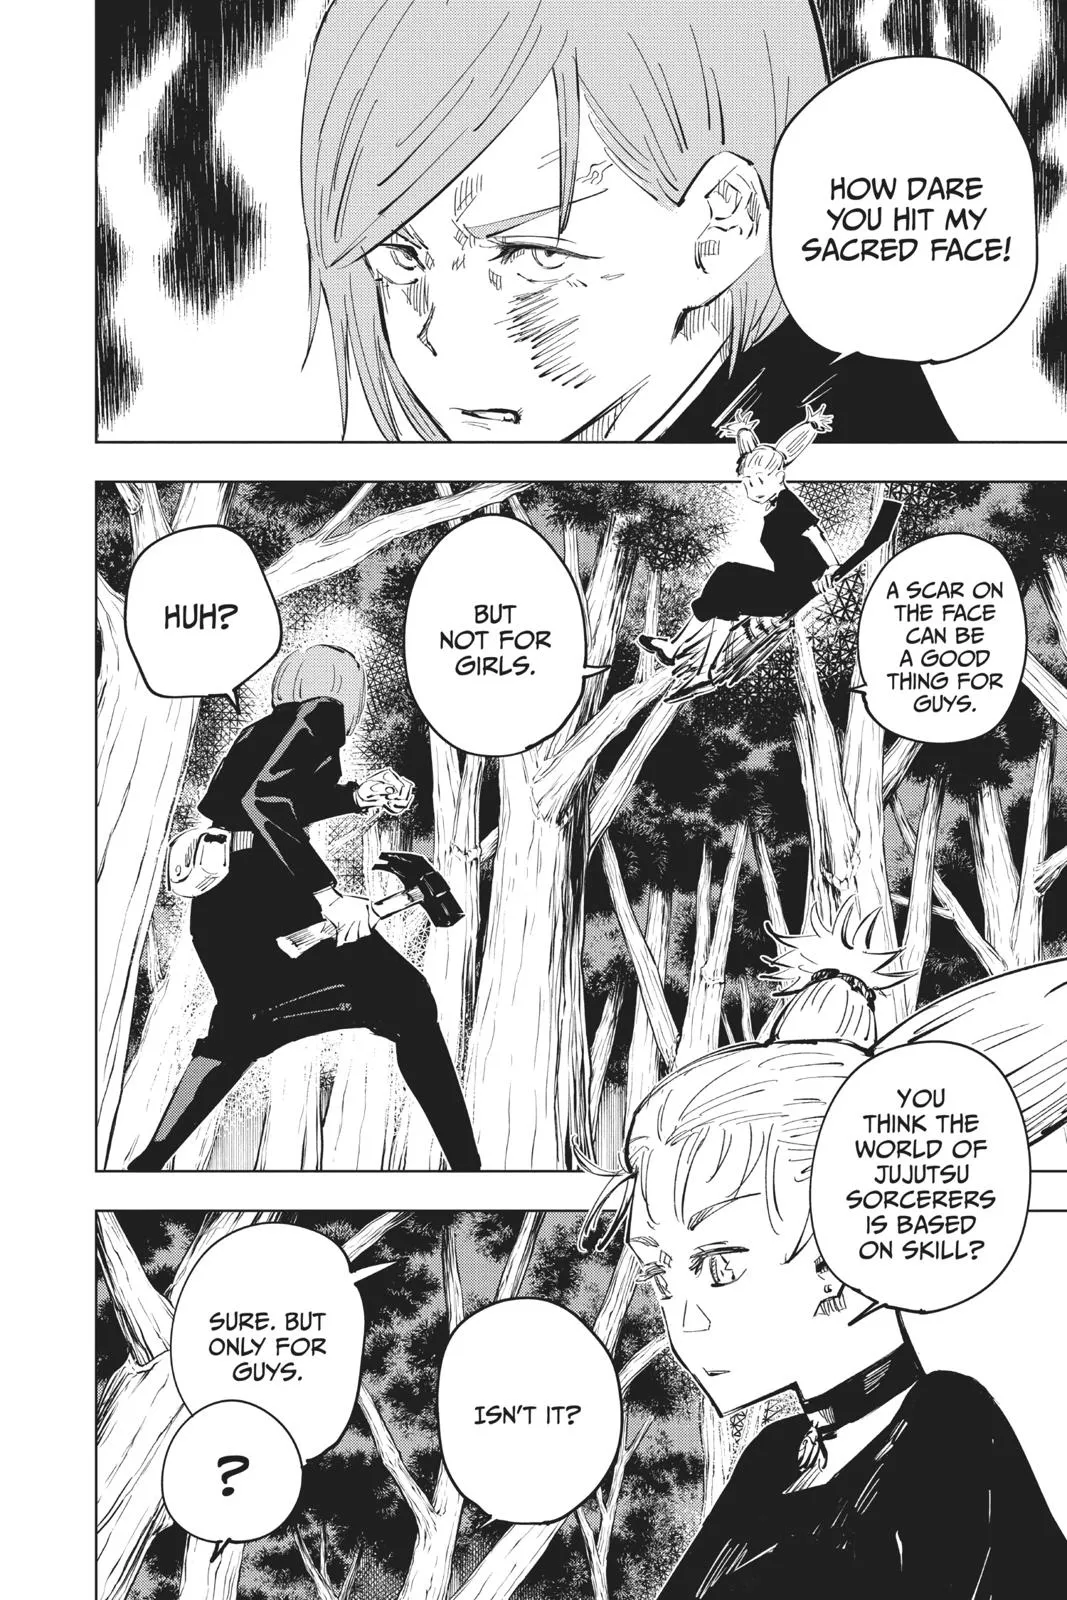 HOW DARE
YOU HIT MY
SACRED FACE!
A SCAR ON
THE FACE
CAN BE
A GOOD
THING FOR
GUYS.
BUT
NOT FOR
GIRLS.
HUH?
YOU
THINK THE
WORLD OF
JUJUTSU
SORCERERS
IS BASED
ON SKILL?
ISN'T IT?
SURE. BUT
ONLY FOR
GUYS.
?